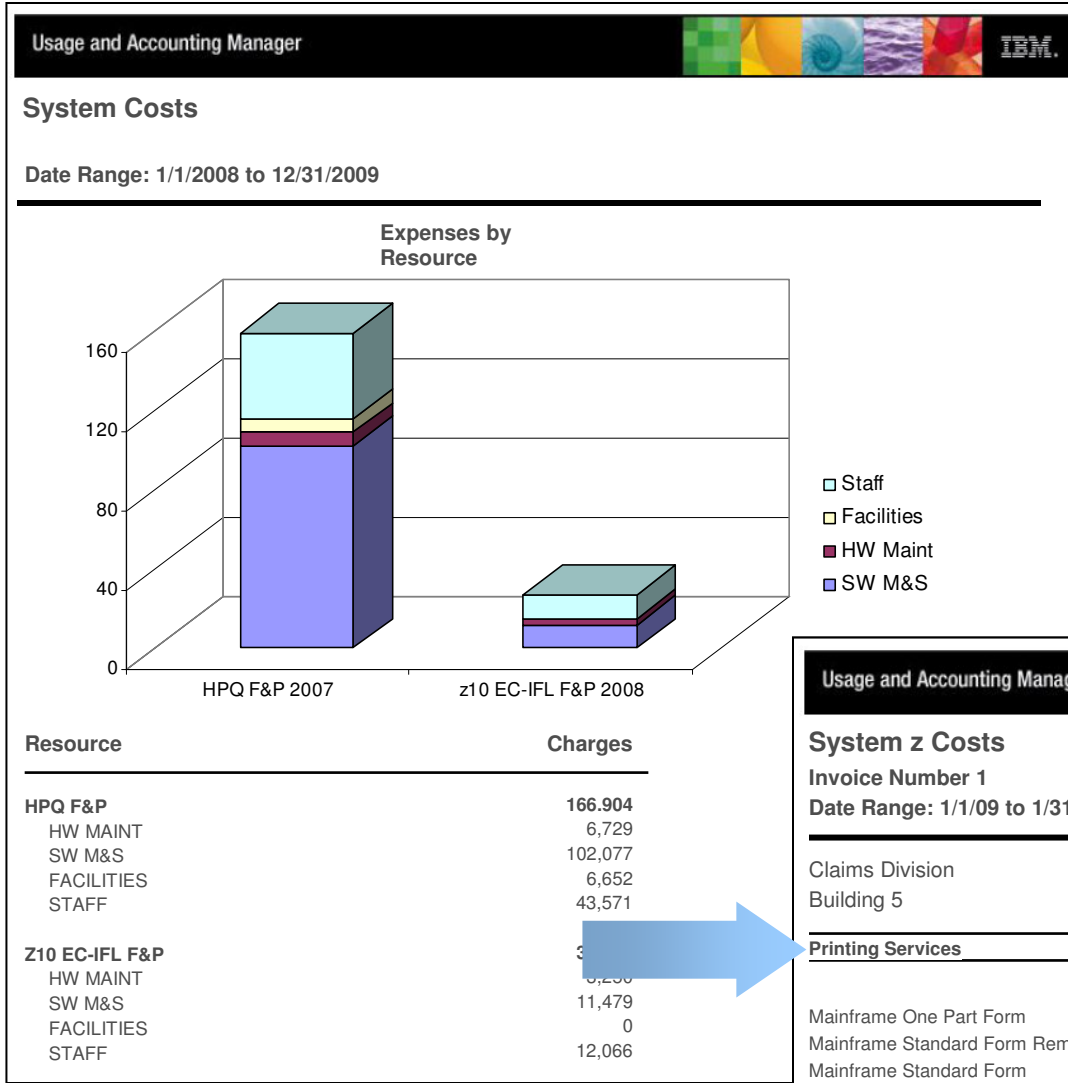 Usage and Accounting Manager
IBM.
System Costs
Date Range: 1/1/2008 to 12/31/2009
Expenses by
Resource
160
120
80
40
0
HPQ F&P 2007
z10 EC-IFL F&P 2008
Staff
Facilities
HW Maint
SW M&S
Resource Charges
HPQ F&P 166.904
HW MAINT 6,729
SW M&S 102,077
FACILITIES 6,652
STAFF 43,571
Z10 EC-IFL F&P
HW MAINT
SW M&S 11,479
FACILITIES 0
STAFF 12,066
Usage and Accounting Manag
System z Costs
Invoice Number 1
Date Range: 1/1/09 to 1/31
Claims Division
Building 5
Printing Services
Mainframe One Part Form
Mainframe Standard Form Rem
Mainframe Standard Form